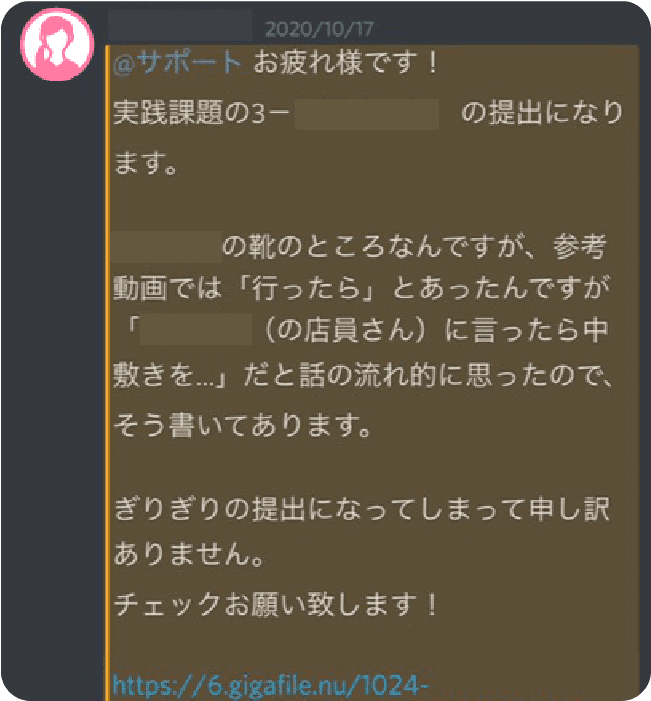 2020/10/17
@サポート お疲れ様です！
実践課題の3－ の提出になり
ます。
の靴のところなんですが、参考
動画では「行ったら」とあったんですが
「 （の店員さん）に言ったら中
敷きを...」だと話の流れ的に思ったので、
そう書いてあります。
ぎりぎりの提出になってしまって申し訳
ありません。
チェックお願い致します！
https://6.gigafile.nu/1024-